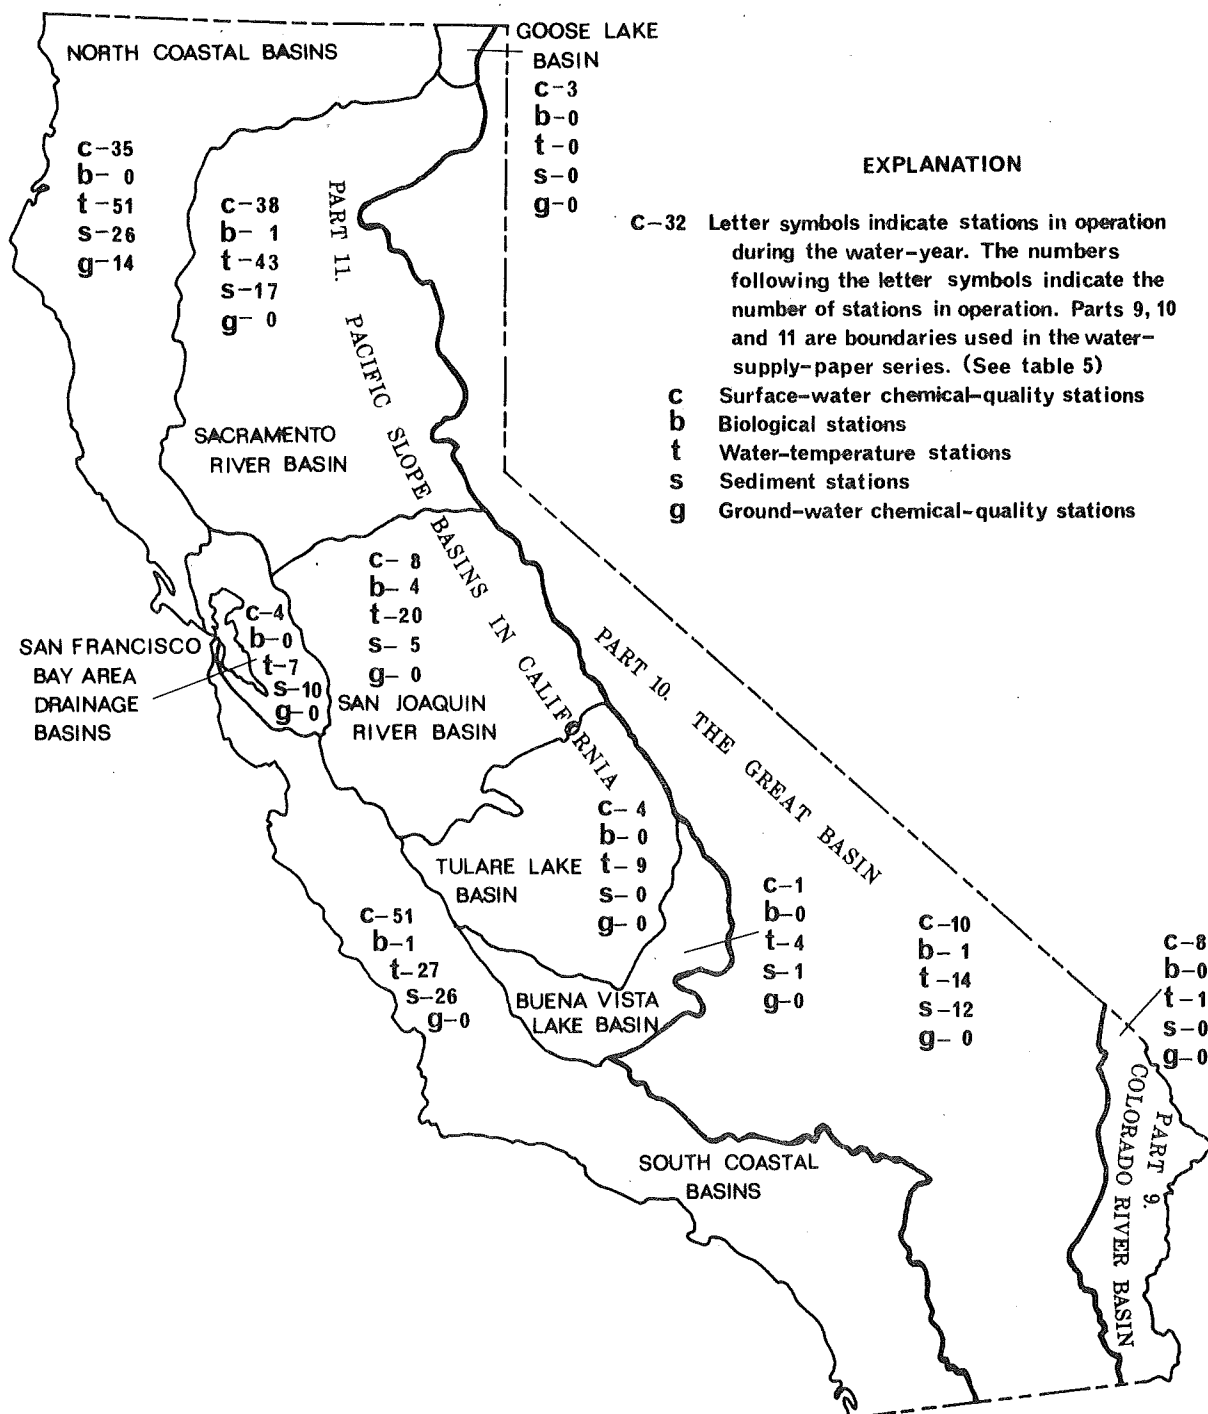 NORTH COASTAL BASINS
c-35
b- 0
t-51
s-26
g-14
GOOSE LAKE
BASIN
c-3
b-0
t-0
s-0
g-0
c-38
b- 1
t-43
s-17
g- 0
PART 11. PACIFIC SLOPE BASINS IN CALIFORNIA
EXPLANATION
C-32 Letter symbols indicate stations in operation
during the water-year. The numbers
following the letter symbols indicate the
number of stations in operation. Parts 9, 10
and 11 are boundaries used in the water-
supply-paper series. (See table 5)
c Surface-water chemical-quality stations
b Biological stations
t Water-temperature stations
s Sediment stations
g Ground-water chemical-quality stations
SACRAMENTO
RIVER BASIN
c- 8
b- 4
t-20
s- 5
g- 0
SAN JOAQUIN
RIVER BASIN
SAN FRANCISCO
BAY AREA
DRAINAGE
BASINS
c-4
b-0
t-7
s-10
g-0
PART 10. THE GREAT BASIN
c- 4
b- 0
t-9
s- 0
g- 0
TULARE LAKE
BASIN
c-51
b-1
t-27
s-26
g-0
BUENA VISTA
LAKE BASIN
c-1
b-0
t-4
s-1
g-0
c-10
b- 1
t-14
s-12
g- 0
c-8
b-0
t-1
s-0
g-0
PART 9.
COLORADO RIVER BASIN
SOUTH COASTAL
BASINS